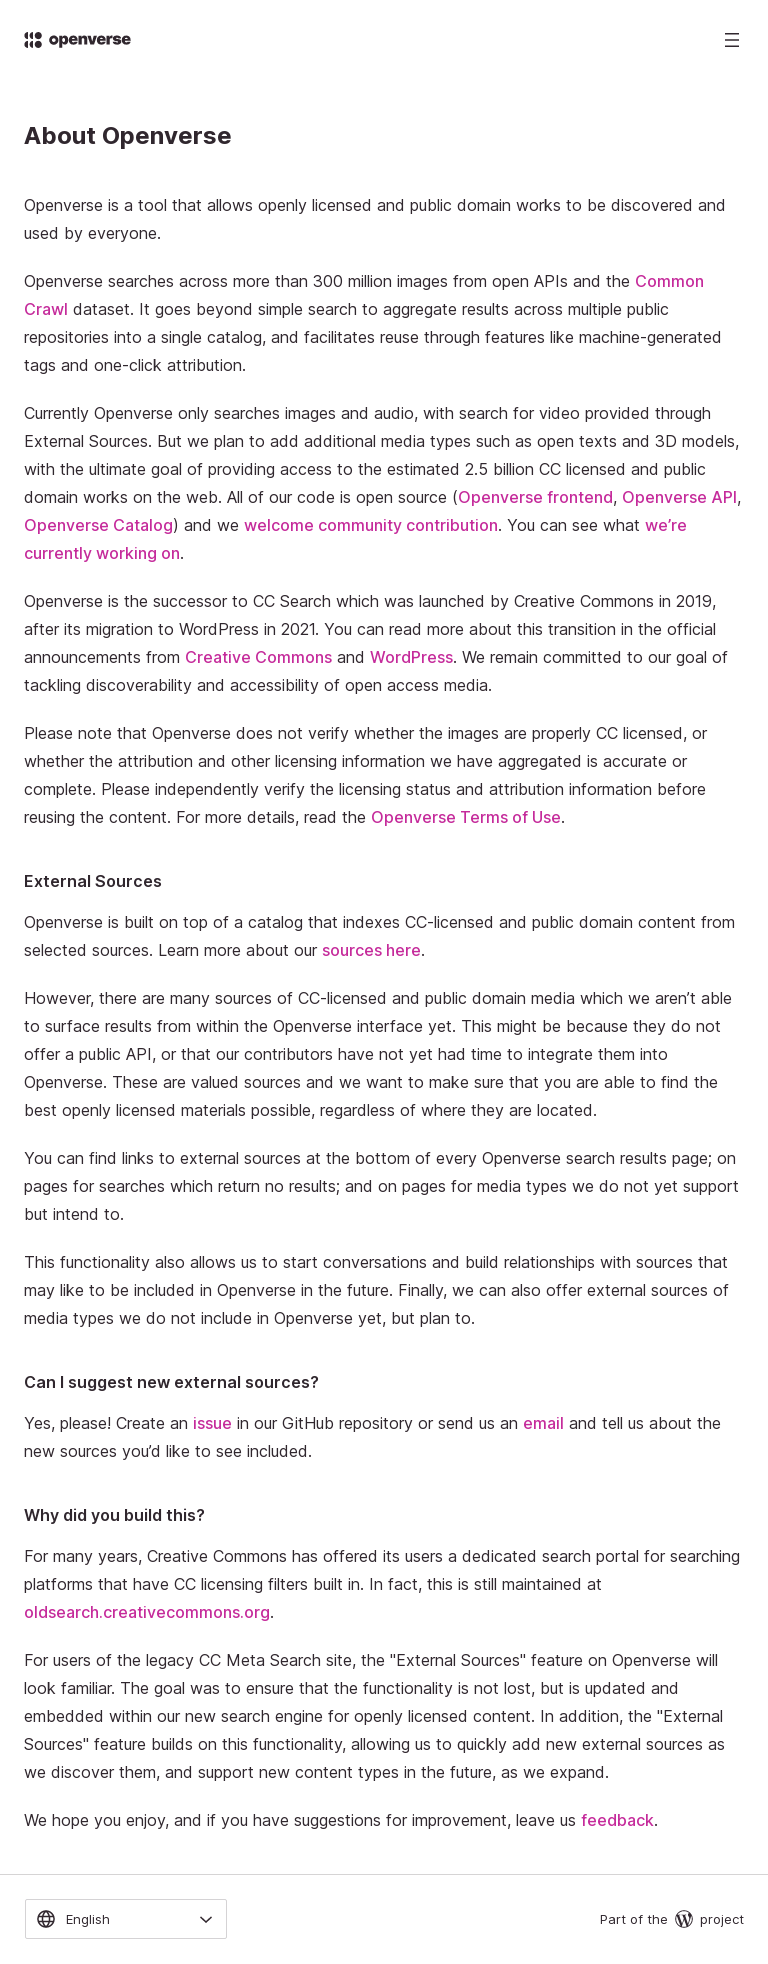 openverse
About Openverse
Openverse is a tool that allows openly licensed and public domain works to be discovered and
used by everyone.
Openverse searches across more than 300 million images from open APIs and the Common
Crawl dataset. It goes beyond simple search to aggregate results across multiple public
repositories into a single catalog, and facilitates reuse through features like machine-generated
tags and one-click attribution.
Currently Openverse only searches images and audio, with search for video provided through
External Sources. But we plan to add additional media types such as open texts and 3D models,
with the ultimate goal of providing access to the estimated 2.5 billion CC licensed and public
domain works on the web. All of our code is open source (Openverse frontend, Openverse API,
Openverse Catalog) and we welcome community contribution. You can see what we’re
currently working on.
Openverse is the successor to CC Search which was launched by Creative Commons in 2019,
after its migration to WordPress in 2021. You can read more about this transition in the official
announcements from Creative Commons and WordPress. We remain committed to our goal of
tackling discoverability and accessibility of open access media.
Please note that Openverse does not verify whether the images are properly CC licensed, or
whether the attribution and other licensing information we have aggregated is accurate or
complete. Please independently verify the licensing status and attribution information before
reusing the content. For more details, read the Openverse Terms of Use.
External Sources
Openverse is built on top of a catalog that indexes CC-licensed and public domain content from
selected sources. Learn more about our sources here.
However, there are many sources of CC-licensed and public domain media which we aren’t able
to surface results from within the Openverse interface yet. This might be because they do not
offer a public API, or that our contributors have not yet had time to integrate them into
Openverse. These are valued sources and we want to make sure that you are able to find the
best openly licensed materials possible, regardless of where they are located.
You can find links to external sources at the bottom of every Openverse search results page; on
pages for searches which return no results; and on pages for media types we do not yet support
but intend to.
This functionality also allows us to start conversations and build relationships with sources that
may like to be included in Openverse in the future. Finally, we can also offer external sources of
media types we do not include in Openverse yet, but plan to.
Can I suggest new external sources?
Yes, please! Create an issue in our GitHub repository or send us an email and tell us about the
new sources you’d like to see included.
Why did you build this?
For many years, Creative Commons has offered its users a dedicated search portal for searching
platforms that have CC licensing filters built in. In fact, this is still maintained at
oldsearch.creativecommons.org.
For users of the legacy CC Meta Search site, the "External Sources" feature on Openverse will
look familiar. The goal was to ensure that the functionality is not lost, but is updated and
embedded within our new search engine for openly licensed content. In addition, the "External
Sources" feature builds on this functionality, allowing us to quickly add new external sources as
we discover them, and support new content types in the future, as we expand.
We hope you enjoy, and if you have suggestions for improvement, leave us feedback.
English
Part of the project